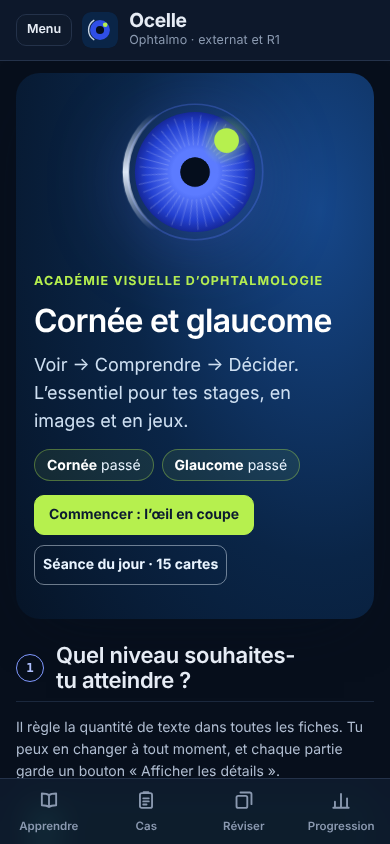 Menu
Ocelle
Ophtalmo · externat et R1
ACADÉMIE VISUELLE D'OPHTALMOLOGIE
Cornée et glaucome
Voir → Comprendre → Décider.
L'essentiel pour tes stages, en
images et en jeux.
Cornée passé
Glaucome passé
Commencer : l'œil en coupe
Séance du jour · 15 cartes
1
Quel niveau souhaites-
tu atteindre ?
Il règle la quantité de texte dans toutes les fiches. Tu
peux en changer à tout moment, et chaque partie
garde un bouton « Afficher les détails ».
Apprendre
Cas
Réviser
Progression